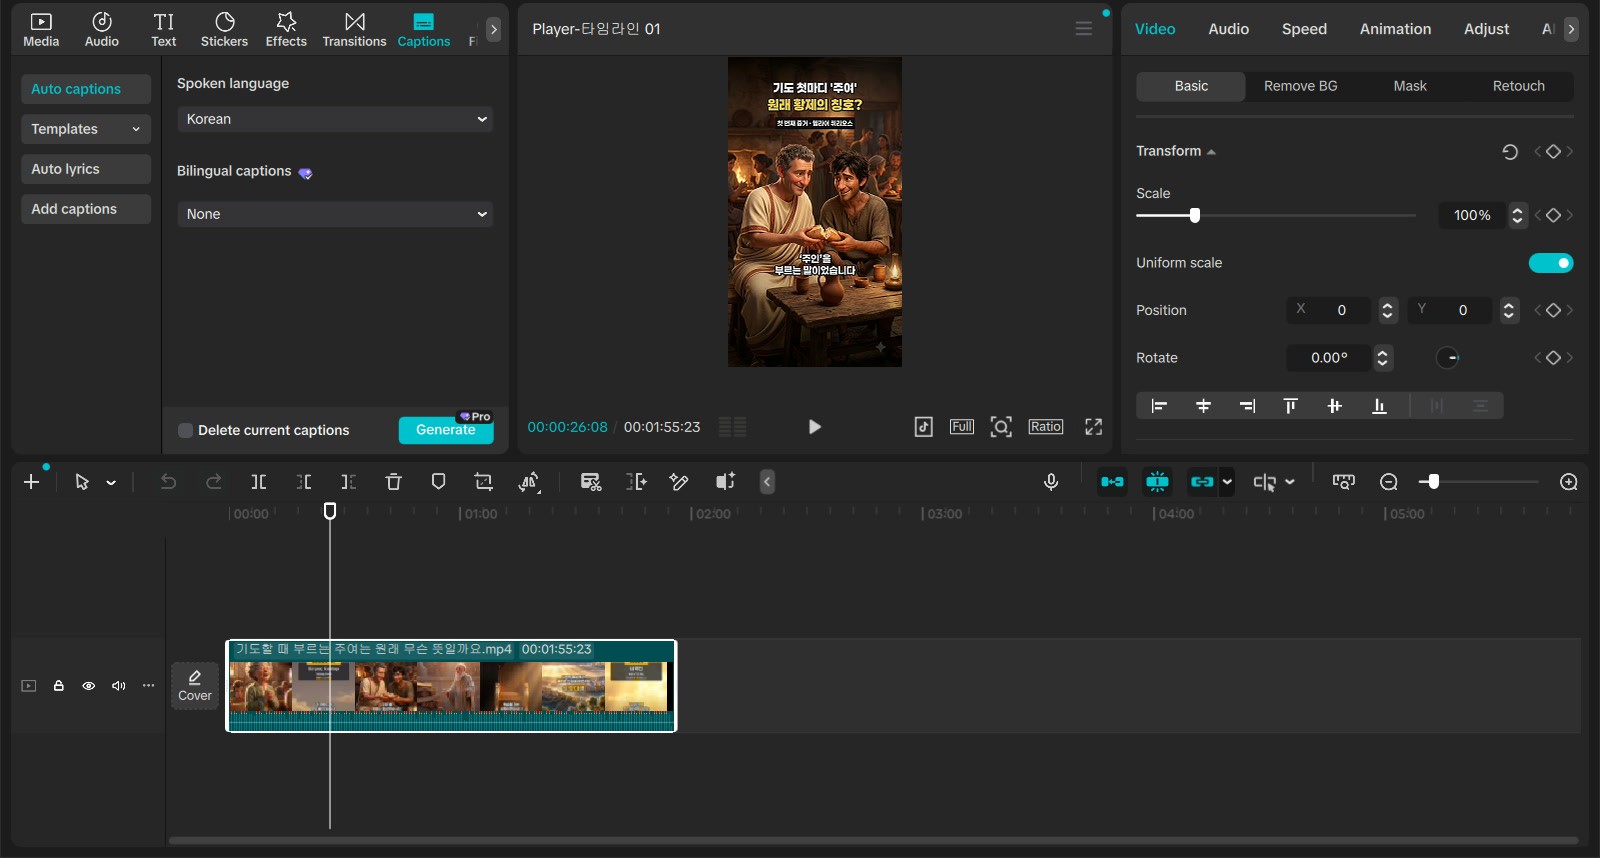 Media
Audio
Text
Stickers
Effects
Transitions
Captions
Auto captions
Templates
Auto lyrics
Add captions
Spoken language
Korean
Bilingual captions
None
Delete current captions
Pro
Generate
Player-타임라인 01
기도 첫마디 '주여'
원래 황제의 칭호?
'주인'을
부르는 말이었습니다
00:00:26:08 / 00:01:55:23
Full
Ratio
Video
Audio
Speed
Animation
Adjust
Basic
Remove BG
Mask
Retouch
Transform
Scale
100%
Uniform scale
Position
X 0
Y 0
Rotate
0.00°
00:00
01:00
02:00
03:00
04:00
05:00
Cover
기도할 때 부르는 주여는 원래 무슨 뜻일까요.mp4 00:01:55:23